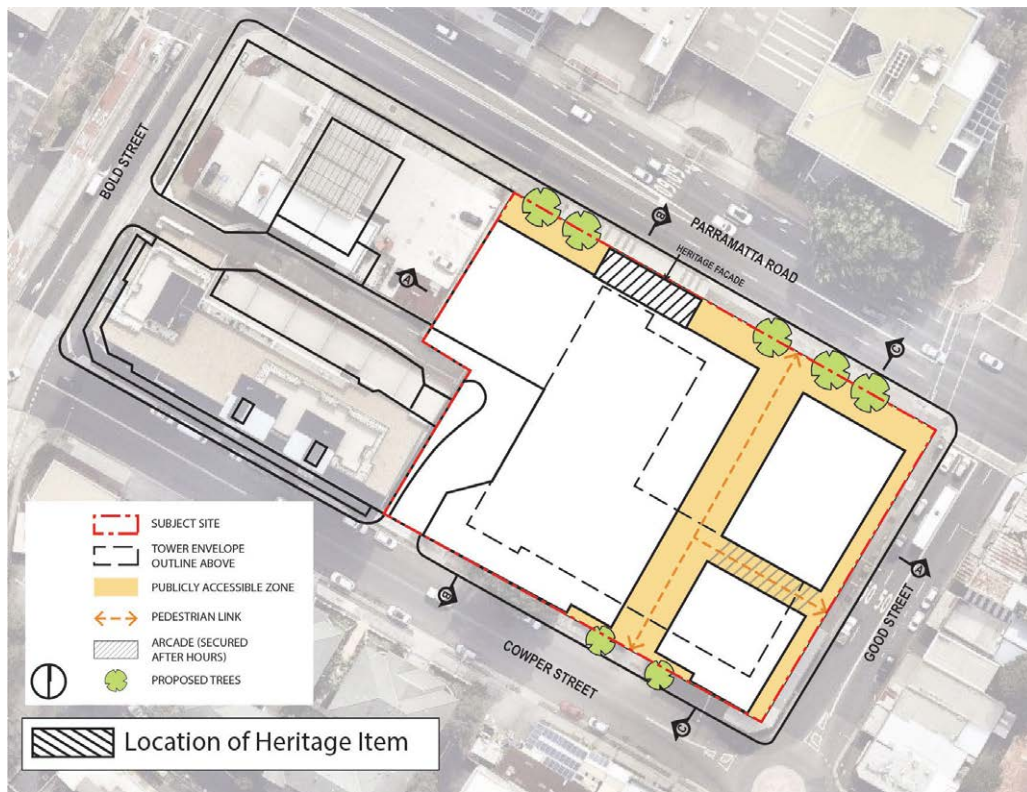 BOLD STREET
PARRAMATTA ROAD
HERITAGE FACADE
B
A
C
GOOD STREET
A
COWPER STREET
B
C
SUBJECT SITE
TOWER ENVELOPE
OUTLINE ABOVE
PUBLICLY ACCESSIBLE ZONE
PEDESTRIAN LINK
ARCADE (SECURED
AFTER HOURS)
PROPOSED TREES
Location of Heritage Item